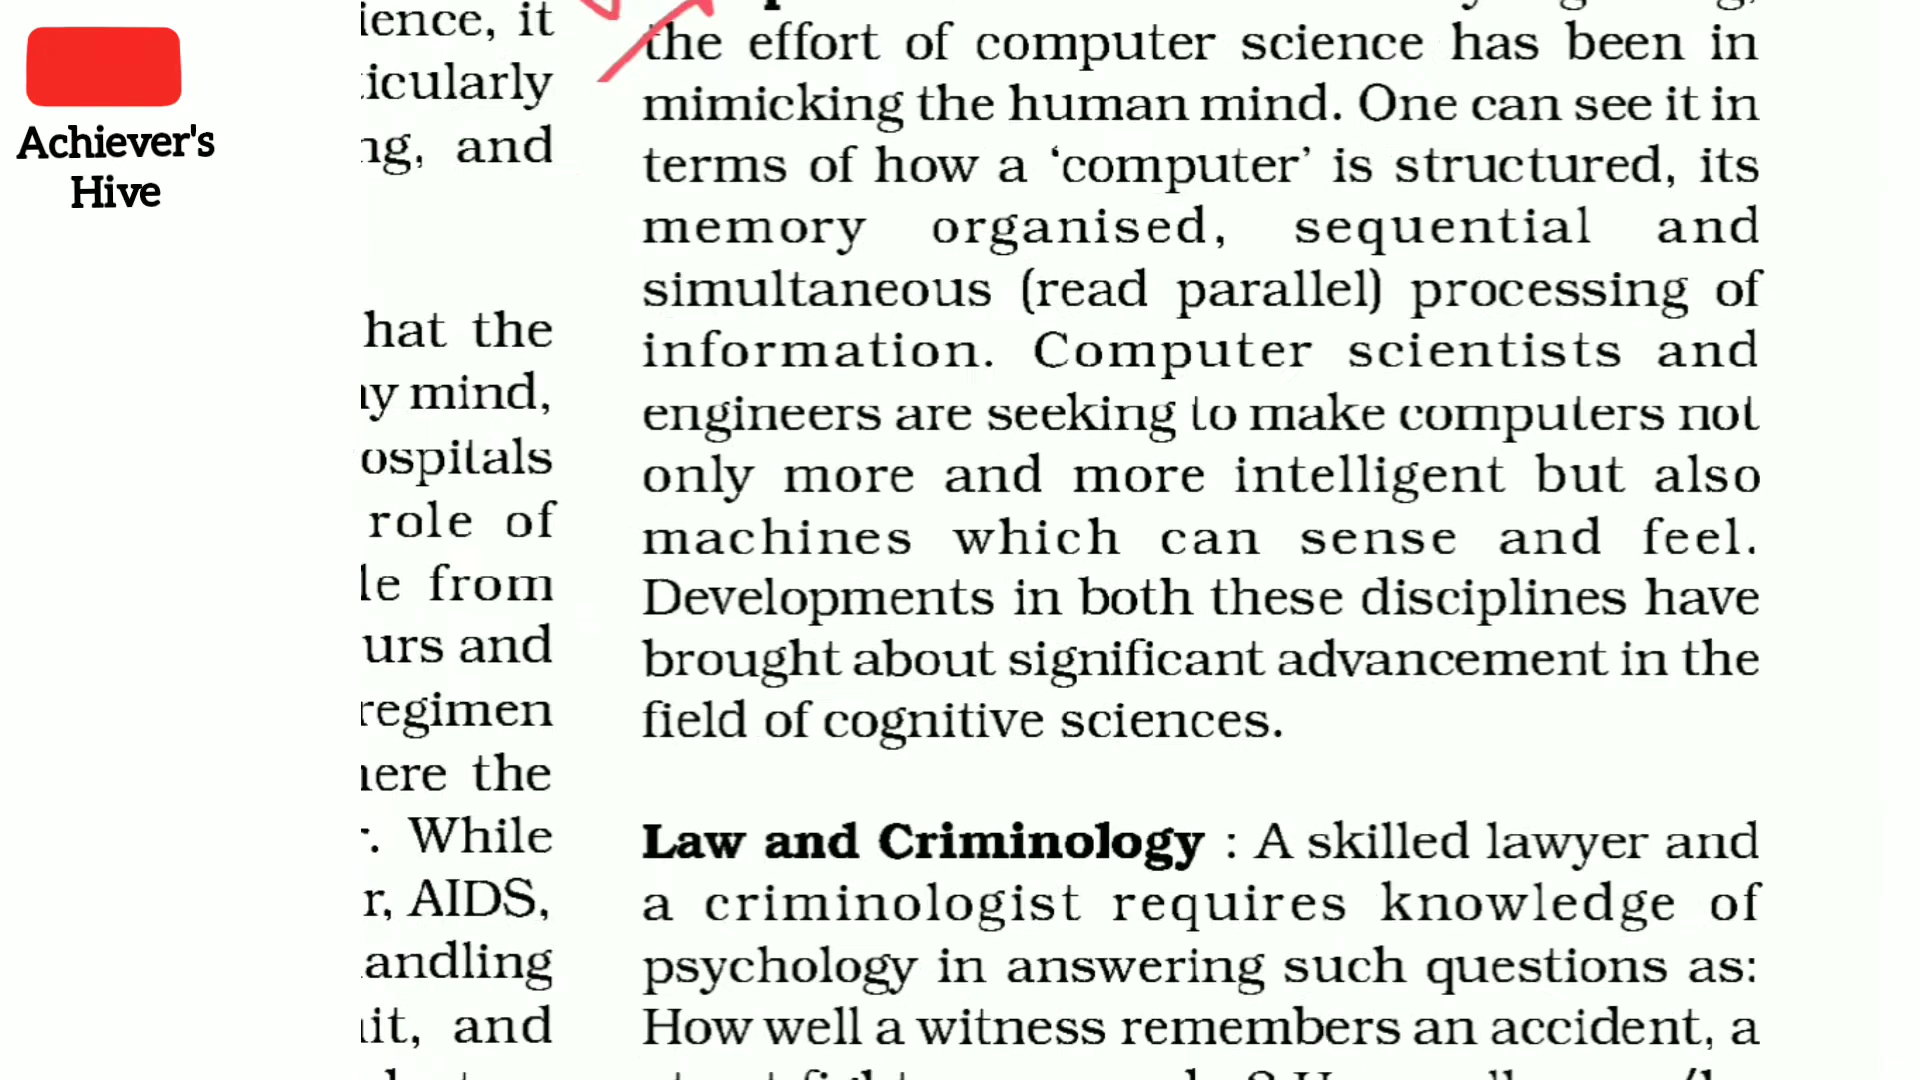 Achiever's
Hive
ience, it
icularly
ng, and
hat the
ny mind,
ospitals
role of
le from
urs and
regimen
here the
r. While
r, AIDS,
andling
it, and
the effort of computer science has been in
mimicking the human mind. One can see it in
terms of how a ‘computer’ is structured, its
memory organised, sequential and
simultaneous (read parallel) processing of
information. Computer scientists and
engineers are seeking to make computers not
only more and more intelligent but also
machines which can sense and feel.
Developments in both these disciplines have
brought about significant advancement in the
field of cognitive sciences.
Law and Criminology : A skilled lawyer and
a criminologist requires knowledge of
psychology in answering such questions as:
How well a witness remembers an accident, a